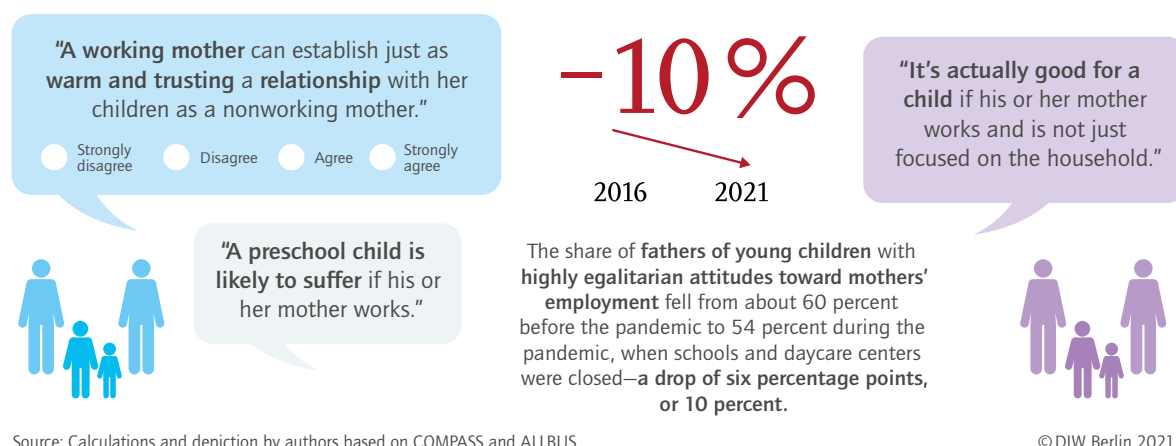 “A working mother can establish just as
warm and trusting a relationship with her
children as a nonworking mother.”
Strongly
disagree
Disagree
Agree
Strongly
agree
“A preschool child is
likely to suffer if his or
her mother works.”
–10 %
2016 2021
The share of fathers of young children with
highly egalitarian attitudes toward mothers’
employment fell from about 60 percent
before the pandemic to 54 percent during the
pandemic, when schools and daycare centers
were closed—a drop of six percentage points,
or 10 percent.
“It’s actually good for a
child if his or her mother
works and is not just
focused on the household.”
Source: Calculations and depiction by authors based on COMPASS and ALLBUS
© DIW Berlin 2021